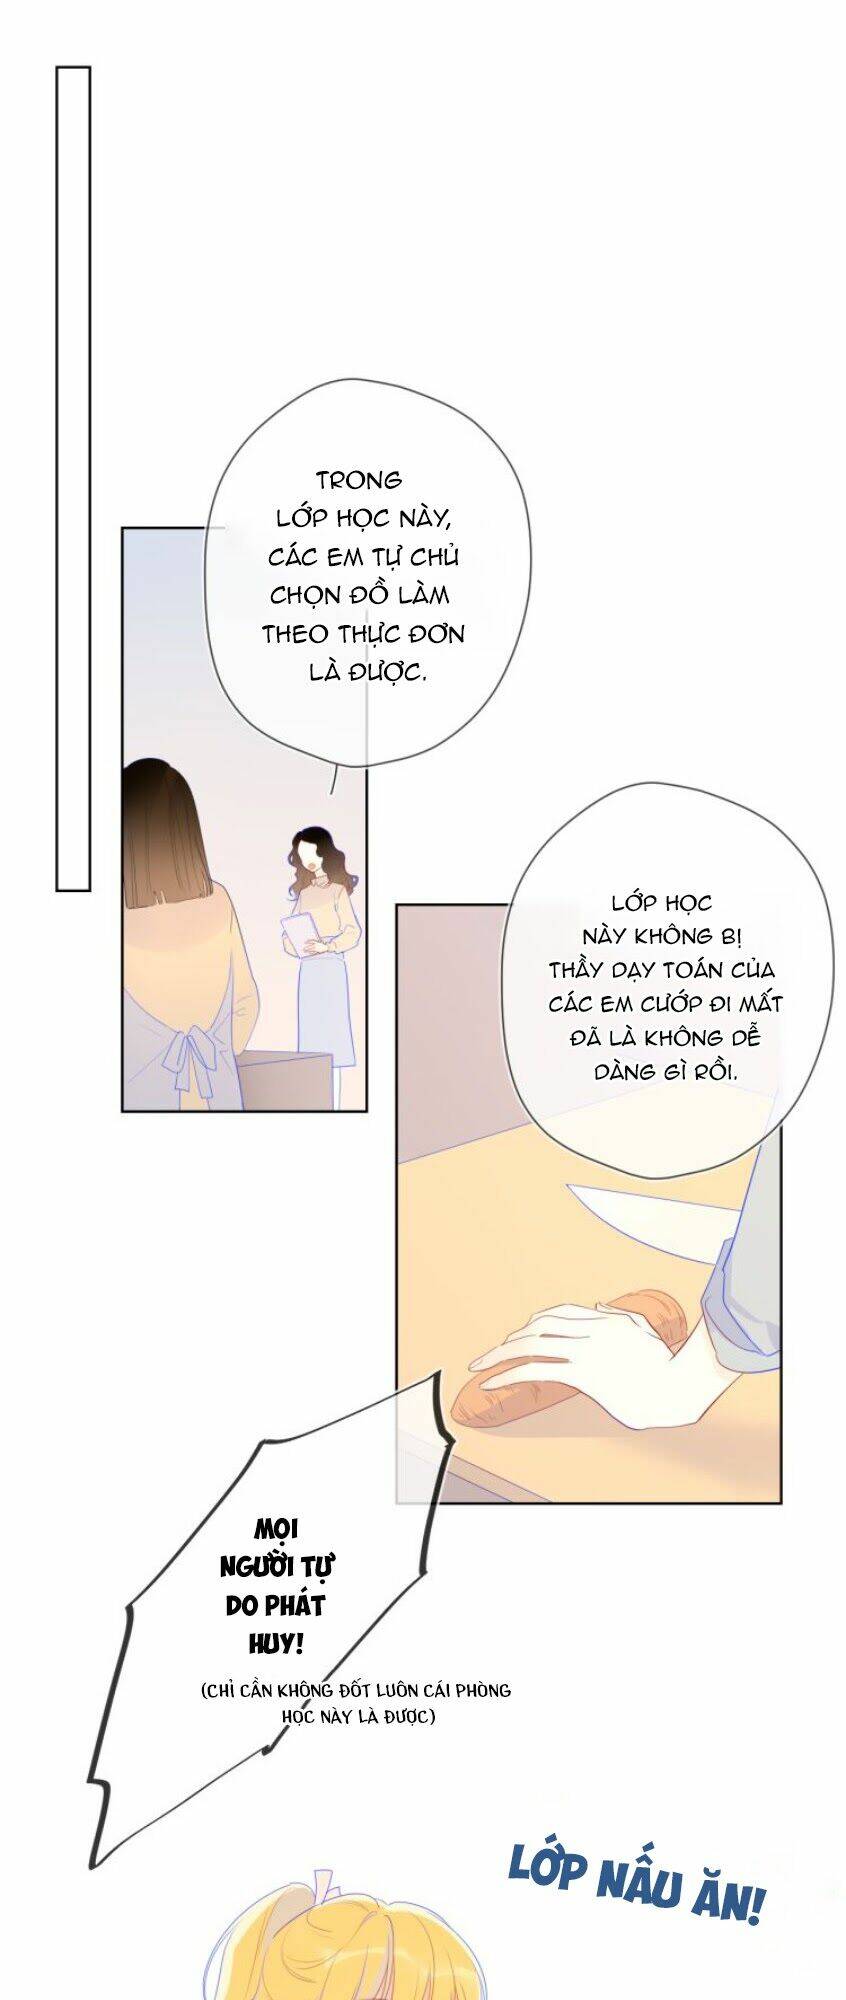 TRONG
LỚP HỌC NÀY,
CÁC EM TỰ CHỦ
CHỌN ĐỒ LÀM
THEO THỰC ĐƠN
LÀ ĐƯỢC.
LỚP HỌC
NÀY KHÔNG BỊ
THẦY DẠY TOÁN CỦA
CÁC EM CƯỚP ĐI MẤT
ĐÃ LÀ KHÔNG DỄ
DÀNG GÌ RỒI.
MỌI
NGƯỜI TỰ
DO PHÁT
HUY!
(CHỈ CẦN KHÔNG ĐỐT LUÔN CÁI PHÒNG
HỌC NÀY LÀ ĐƯỢC)
LỚP NẤU ĂN!